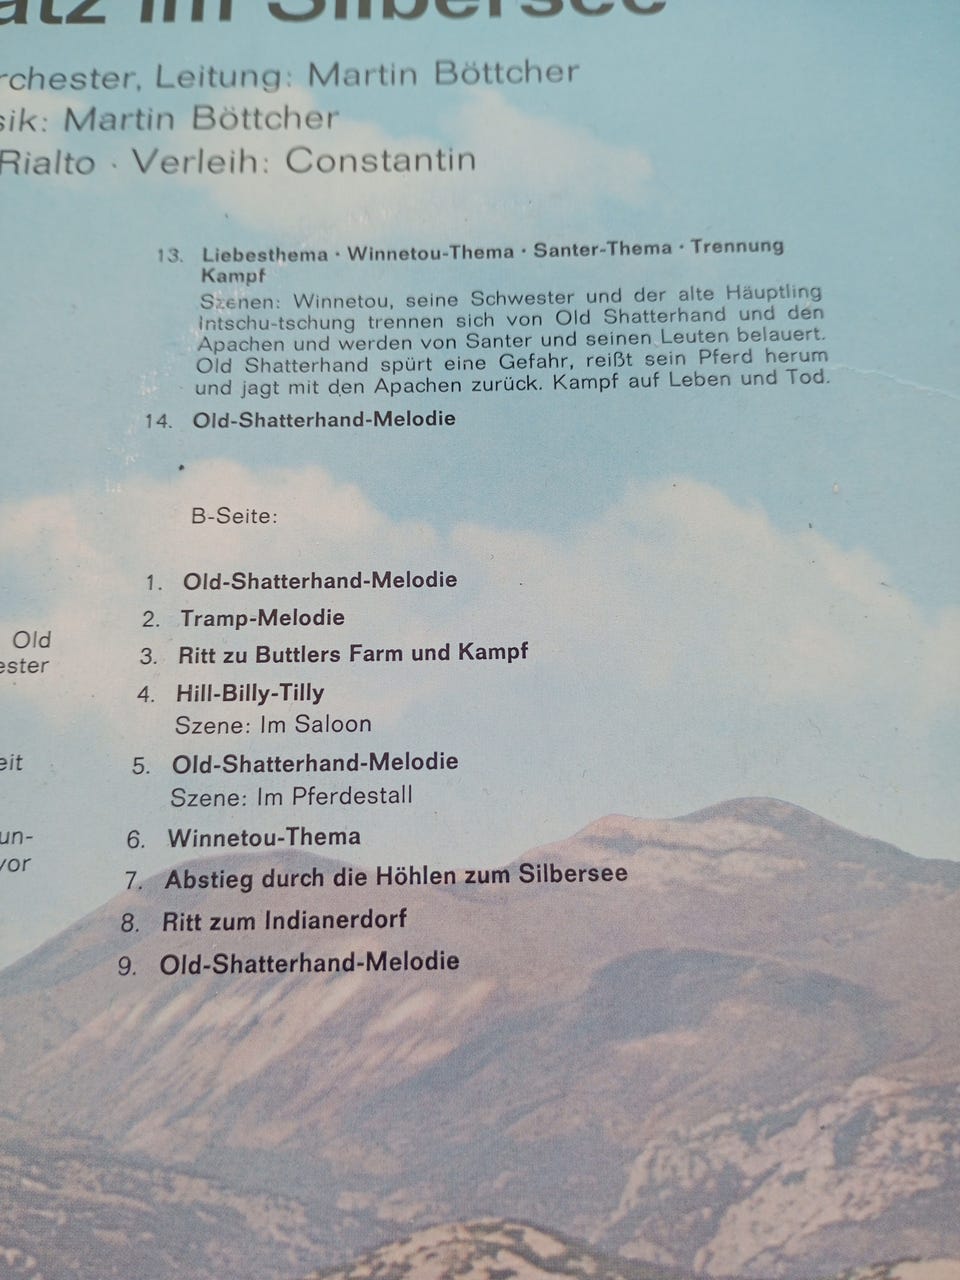 im Silbersee
Leitung: Martin Böttcher
Martin Böttcher
Rialto · Verleih: Constantin
13. Liebesthema · Winnetou-Thema · Santer-Thema · Trennung
Kampf
Szenen: Winnetou, seine Schwester und der alte Häuptling
Intschu-tschung trennen sich von Old Shatterhand und den
Apachen und werden von Santer und seinen Leuten belauert.
Old Shatterhand spürt eine Gefahr, reißt sein Pferd herum
und jagt mit den Apachen zurück. Kampf auf Leben und Tod.
14. Old-Shatterhand-Melodie
B-Seite:
1. Old-Shatterhand-Melodie
2. Tramp-Melodie
3. Ritt zu Buttlers Farm und Kampf
Old
ester
4. Hill-Billy-Tilly
Szene: Im Saloon
eit
5. Old-Shatterhand-Melodie
Szene: Im Pferdestall
un-
vor
6. Winnetou-Thema
7. Abstieg durch die Höhlen zum Silbersee
8. Ritt zum Indianerdorf
9. Old-Shatterhand-Melodie